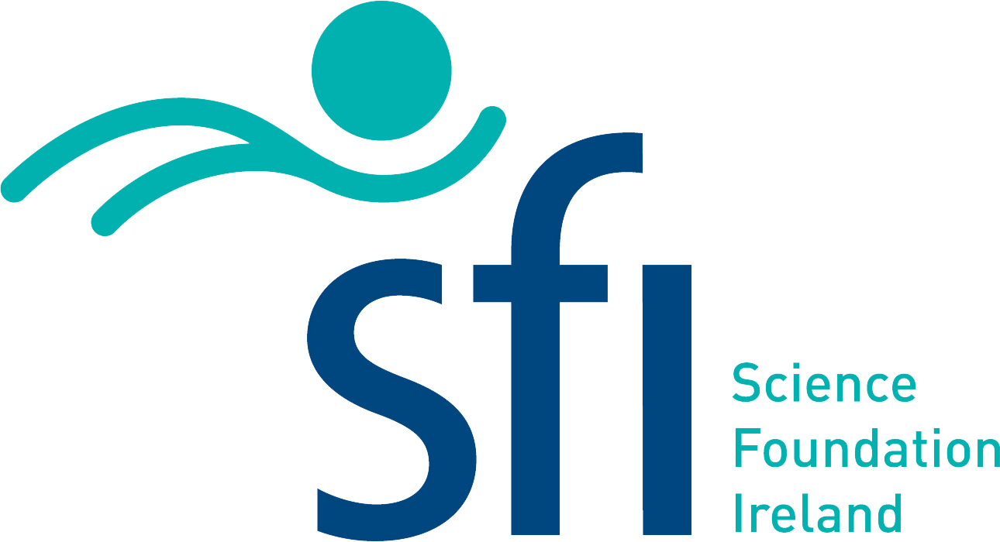 sfi
Science
Foundation
Ireland